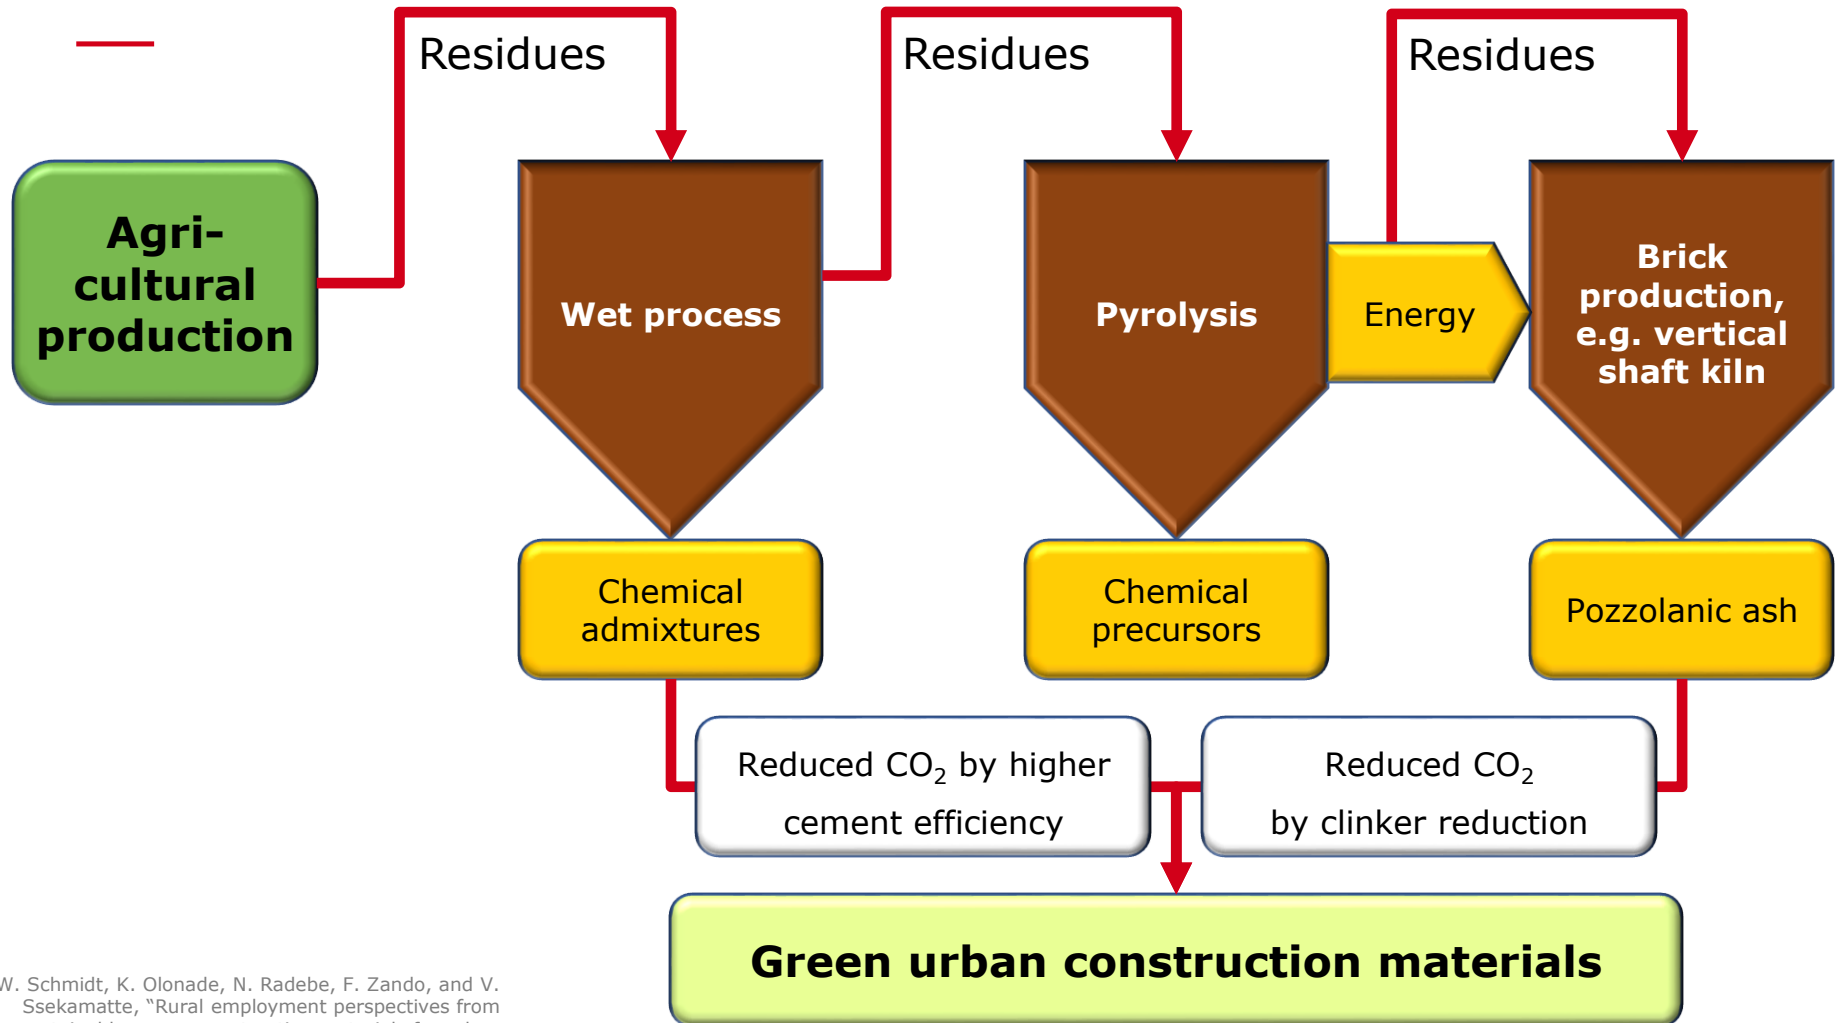 Residues
Residues
Residues
Agri-
cultural
production
Wet process
Pyrolysis
Energy
Brick
production,
e.g. vertical
shaft kiln
Chemical
admixtures
Chemical
precursors
Pozzolanic ash
Reduced CO₂ by higher
cement efficiency
Reduced CO₂
by clinker reduction
Green urban construction materials
W. Schmidt, K. Olonade, N. Radebe, F. Zando, and V.
Ssekamatte, “Rural employment perspectives from